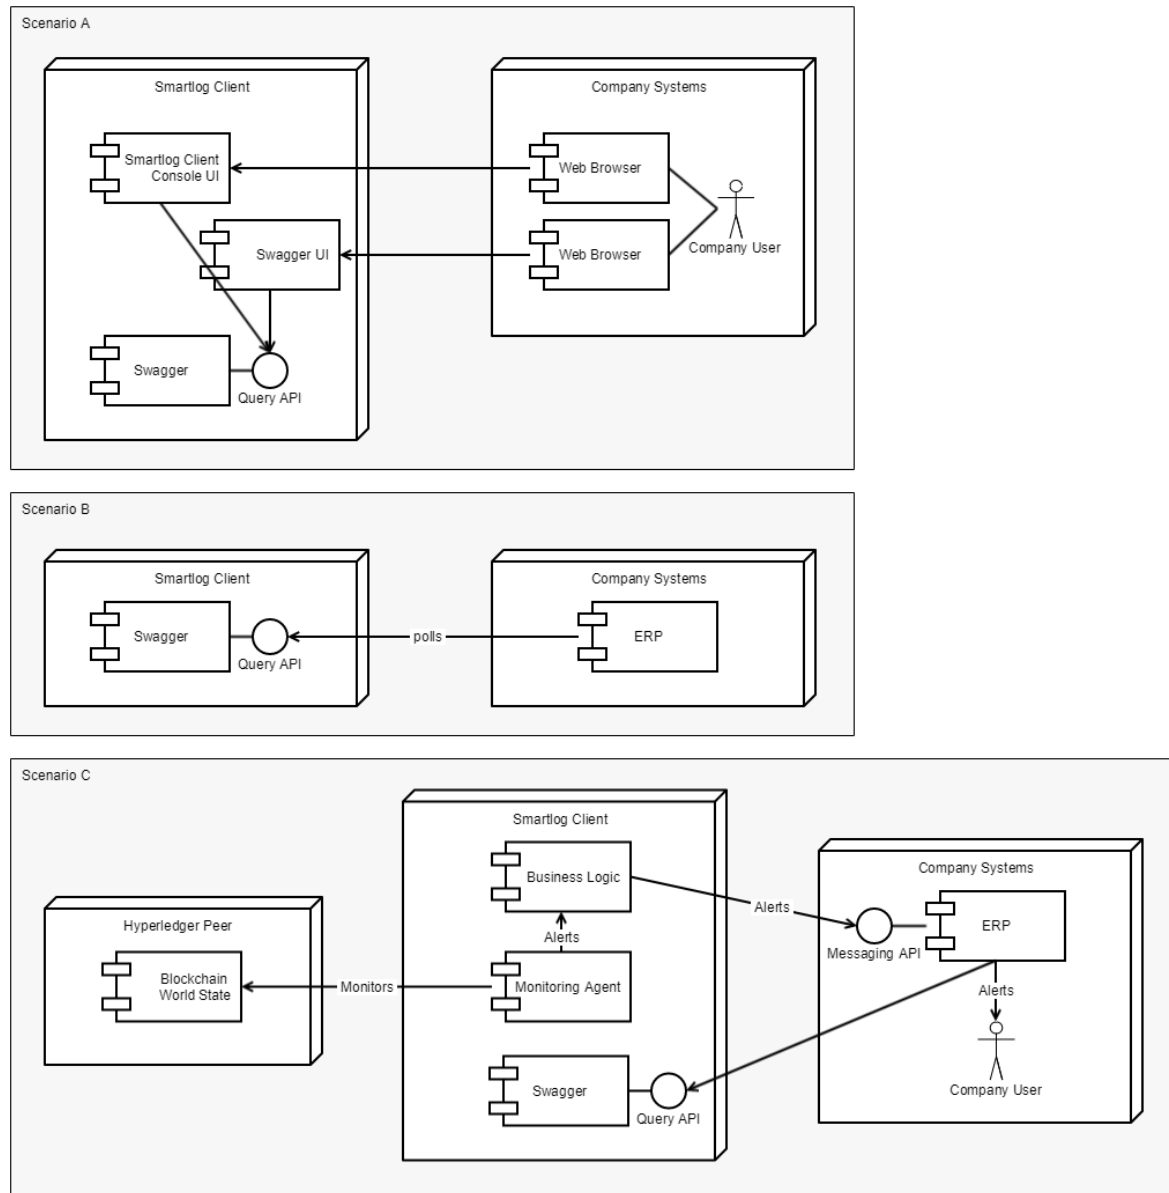 Scenario A
Smartlog Client
Company Systems
Smartlog Client
Console UI
Web Browser
Swagger UI
Web Browser
Company User
Swagger
Query API
Scenario B
Smartlog Client
Company Systems
Swagger
Query API
polls
ERP
Scenario C
Smartlog Client
Business Logic
Company Systems
Alerts
ERP
Messaging API
Hyperledger Peer
Alerts
Blockchain
World State
Monitors
Monitoring Agent
Alerts
Swagger
Query API
Company User